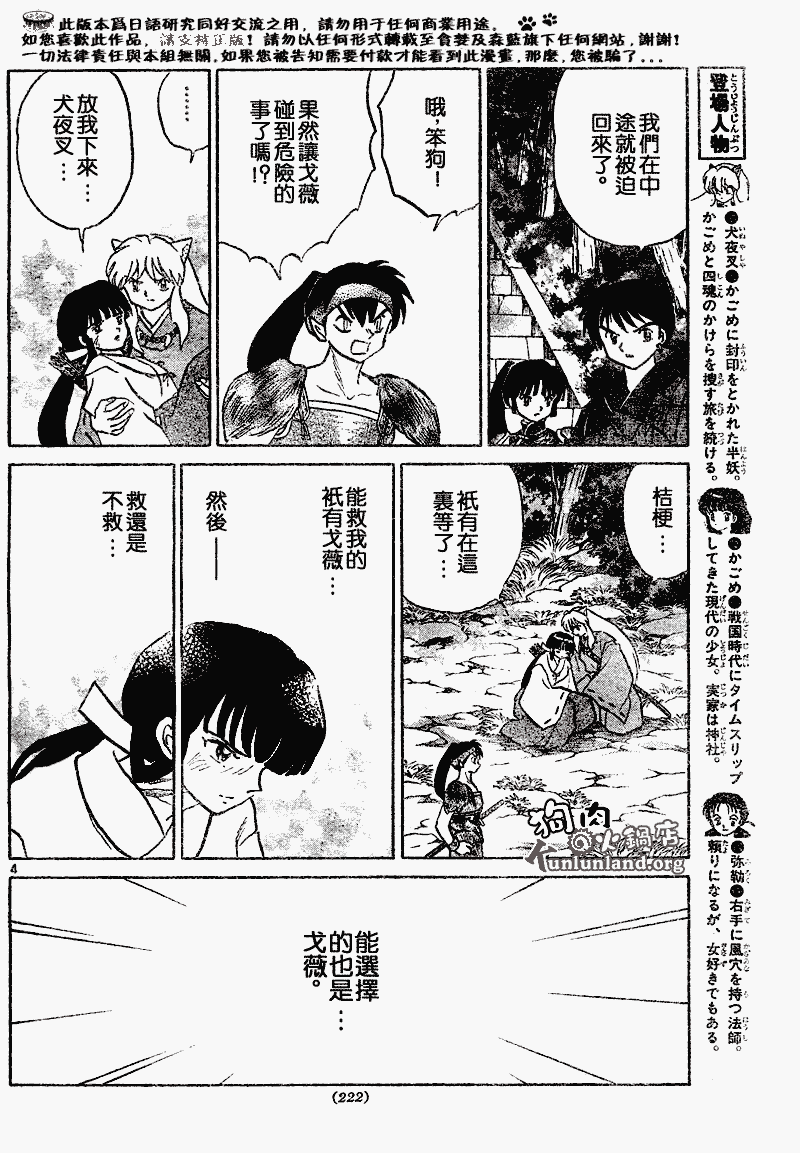 此版本爲日語研究同好交流之用，請勿用于任何商業用途。
如您喜歡此作品，請支持正版！請勿以任何形式轉載至貪婪及森藍旗下任何網站，謝謝！
一切法律責任與本組無關，如果您被告知需要付款才能看到此漫畫，那麼，您被騙了...
我們在中
途就被迫
回來了。
哦，笨狗！
果然讓戈薇
碰到危險的
事了嗎!?
……
放我下來…
犬夜叉…
桔梗…
衹有在這
裏等了…
能救我的
衹有戈薇…
然後——
救還是
不救…
能選擇
的也是…
戈薇。
登場人物
とうじょうじんぶつ
●犬夜叉●かごめに封印をとかれた半妖。
かごめと四魂のかけらを捜す旅を続ける。
●かごめ●戦国時代にタイムスリップ
してきた現代の少女。実家は神社。
●弥勒●右手に風穴を持つ法師。
頼りになるが、女好きでもある。
狗肉
火鍋店
Kunlunland.org
4
(222)